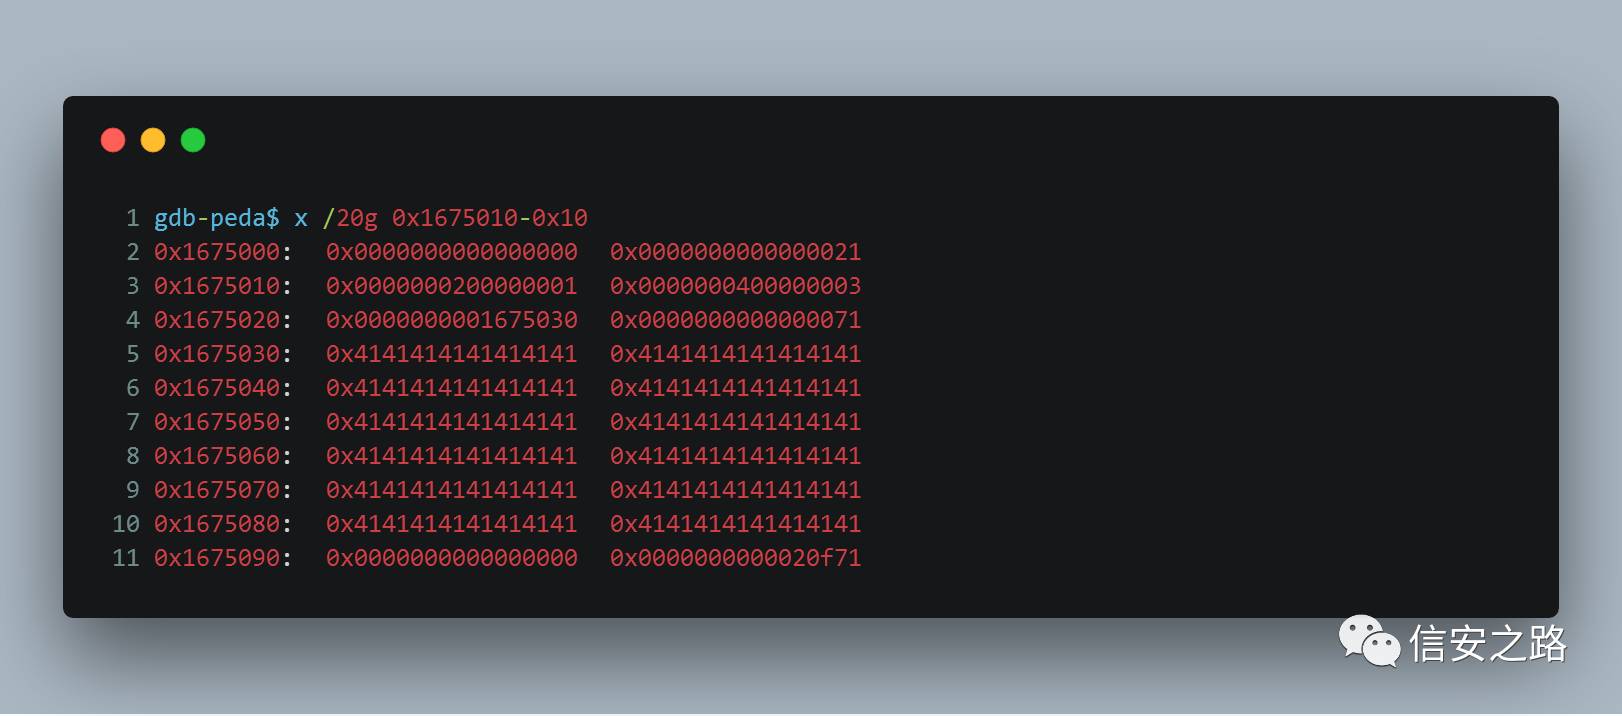 1 gdb-peda$ x /20g 0x1675010-0x10
2 0x1675000: 0x0000000000000000 0x0000000000000021
3 0x1675010: 0x0000000200000001 0x0000000400000003
4 0x1675020: 0x0000000001675030 0x0000000000000071
5 0x1675030: 0x4141414141414141 0x4141414141414141
6 0x1675040: 0x4141414141414141 0x4141414141414141
7 0x1675050: 0x4141414141414141 0x4141414141414141
8 0x1675060: 0x4141414141414141 0x4141414141414141
9 0x1675070: 0x4141414141414141 0x4141414141414141
10 0x1675080: 0x4141414141414141 0x4141414141414141
11 0x1675090: 0x0000000000000000 0x0000000000020f71
信安之路